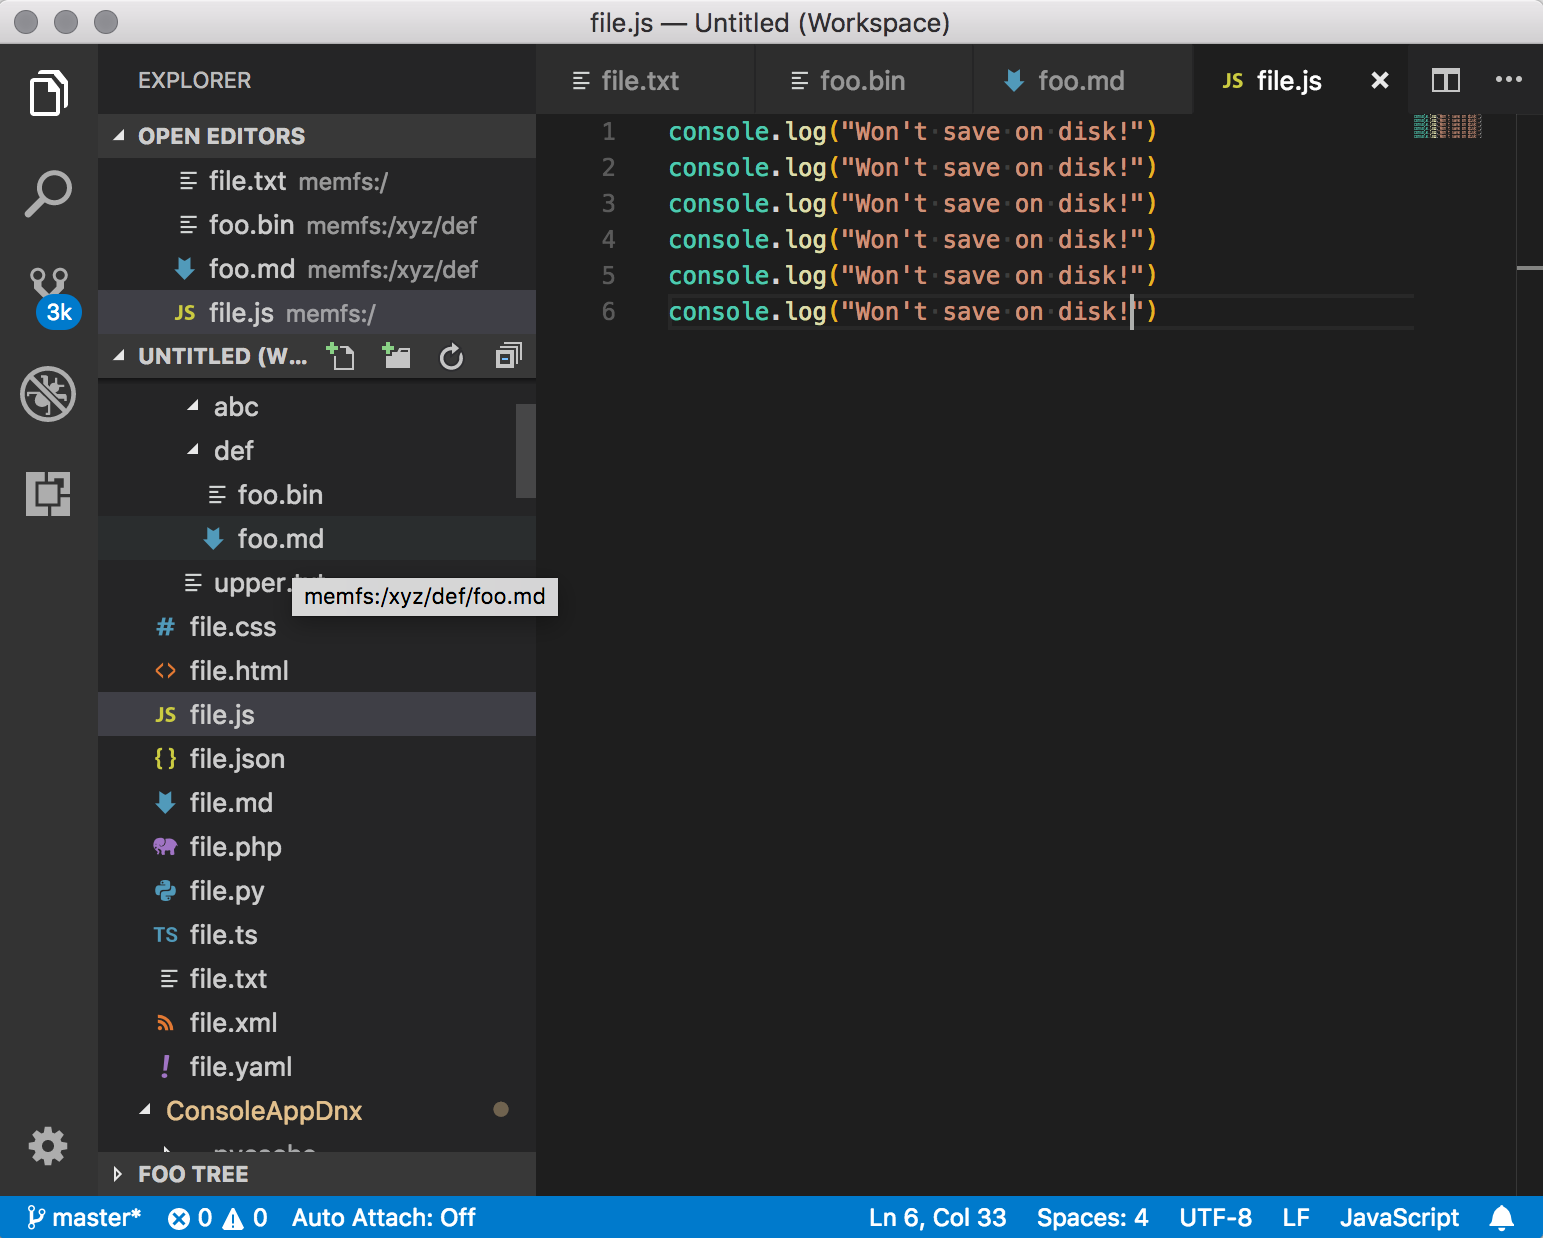 file.js — Untitled (Workspace)
EXPLORER
OPEN EDITORS
file.txt memfs:/
foo.bin memfs:/xyz/def
foo.md memfs:/xyz/def
JS file.js memfs:/
3k
UNTITLED (W...
abc
def
foo.bin
foo.md
upper.
memfs:/xyz/def/foo.md
# file.css
<> file.html
JS file.js
{} file.json
file.md
file.php
file.py
TS file.ts
file.txt
file.xml
! file.yaml
ConsoleAppDnx
FOO TREE
file.txt
foo.bin
foo.md
JS file.js
1 console.log("Won't·save·on·disk!")
2 console.log("Won't·save·on·disk!")
3 console.log("Won't·save·on·disk!")
4 console.log("Won't·save·on·disk!")
5 console.log("Won't·save·on·disk!")
6 console.log("Won't·save·on·disk!")
master* 0 0 Auto Attach: Off Ln 6, Col 33 Spaces: 4 UTF-8 LF JavaScript